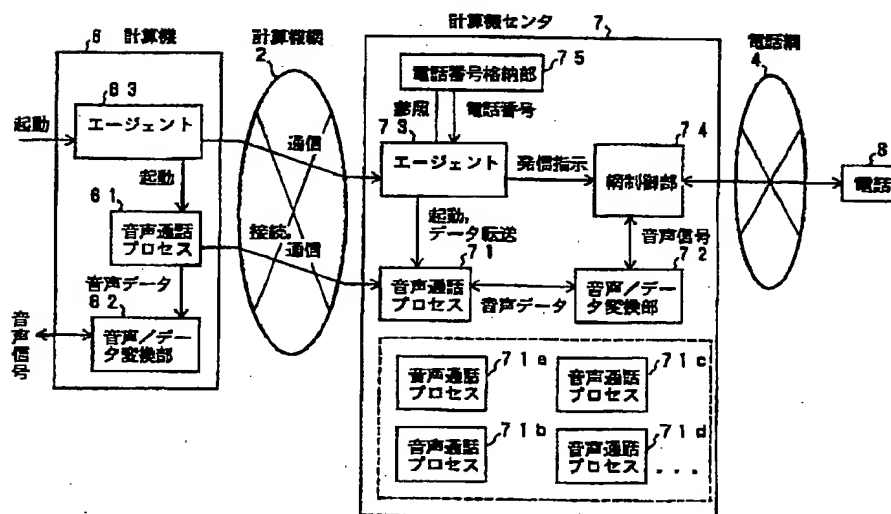 6 計算機
63
エージェント
起動
起動
61
音声通話
プロセス
音声データ
62
音声/デー
タ変換部
音声信号
計算機網
2
通信
接続,
通信
計算機センタ
7
電話番号格納部
75
参照
電話番号
73
エージェント
発信指示
74
網制御部
起動,
データ転送
71
音声通話
プロセス
音声データ
音声信号
72
音声/デー
タ変換部
71a
音声通話
プロセス
71c
音声通話
プロセス
71b
音声通話
プロセス
71d
音声通話
プロセス
...
電話網
4
8
電話